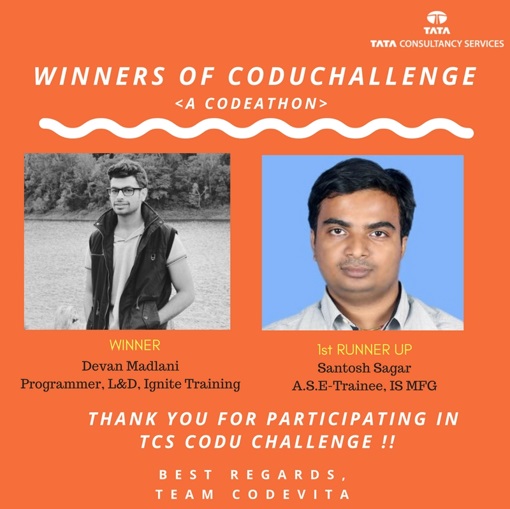 TATA
TATA CONSULTANCY SERVICES
WINNERS OF CODUCHALLENGE
<A CODEATHON>
WINNER
Devan Madlani
Programmer, L&D, Ignite Training
1st RUNNER UP
Santosh Sagar
A.S.E-Trainee, IS MFG
THANK YOU FOR PARTICIPATING IN
TCS CODU CHALLENGE !!
BEST REGARDS,
TEAM CODEVITA